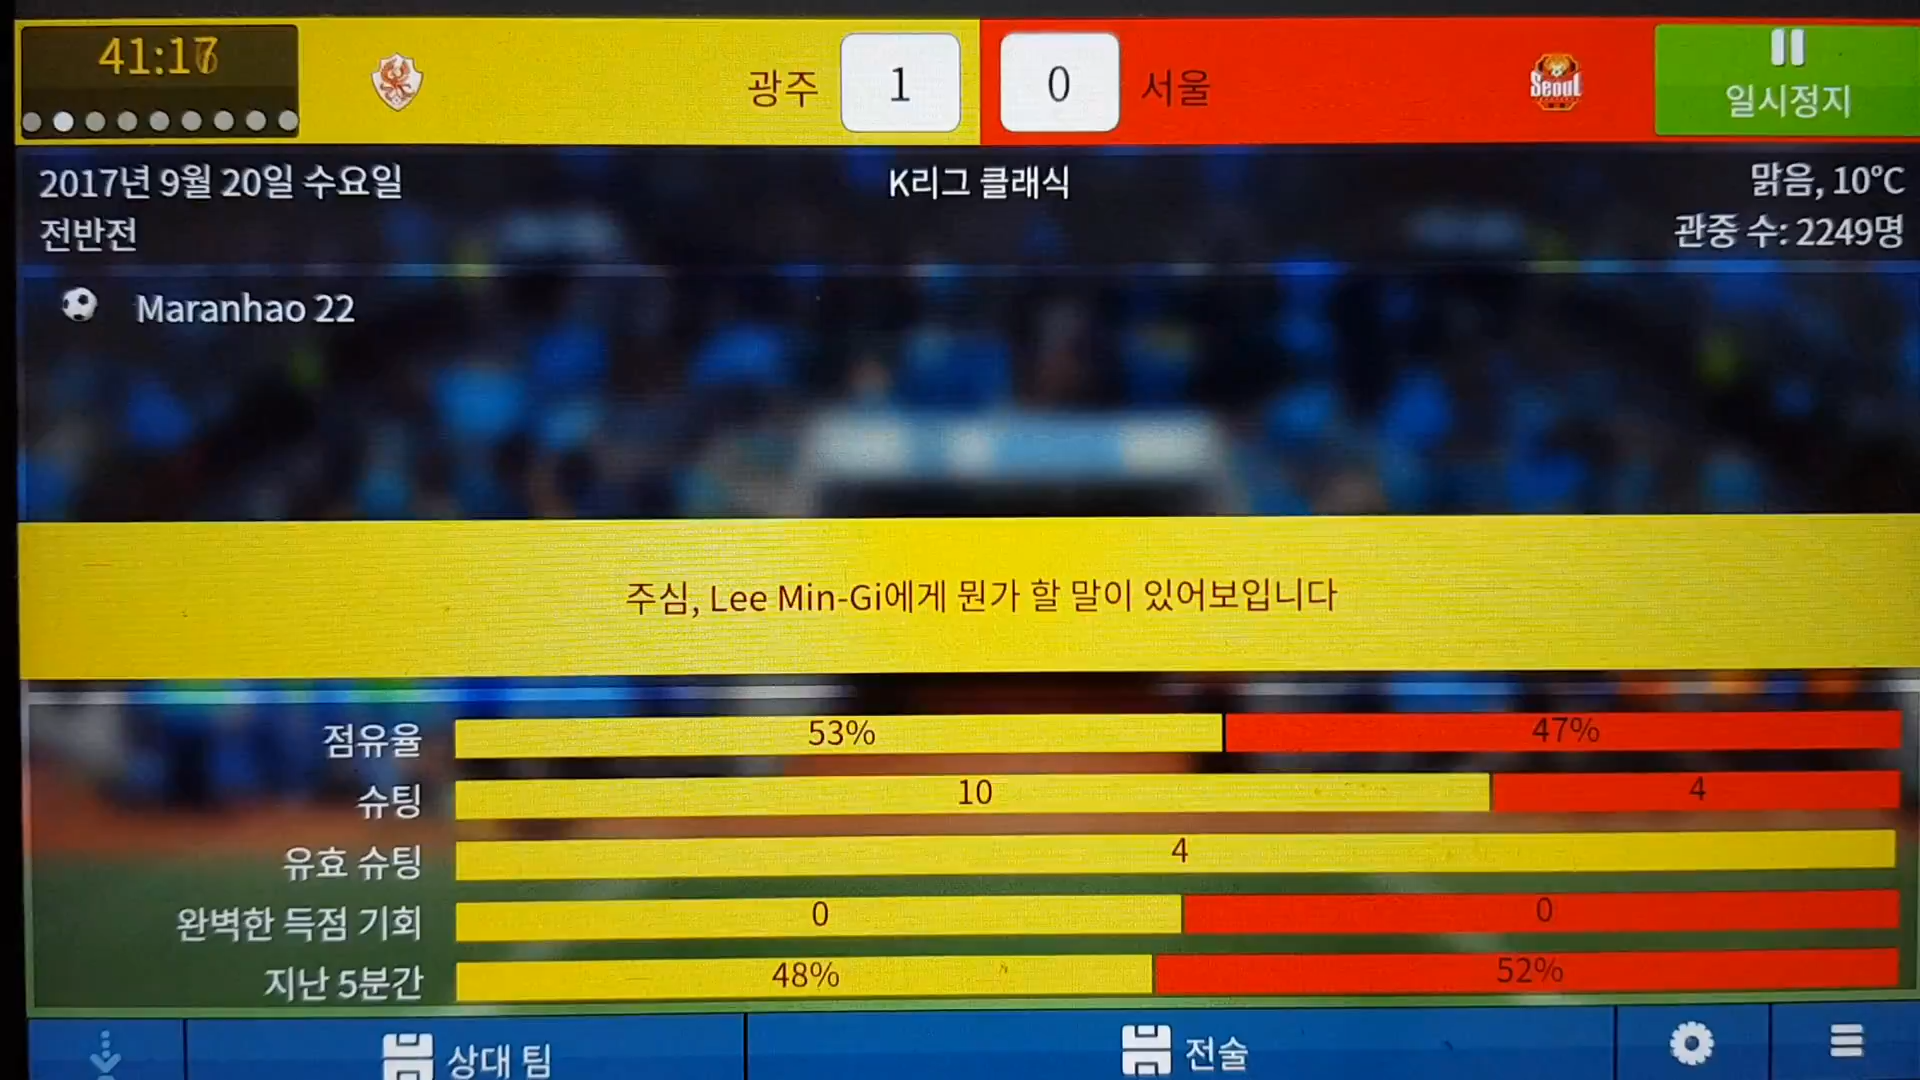 41:17
광주 1 0 서울
Seoul
일시정지
2017년 9월 20일 수요일
K리그 클래식
맑음, 10°C
전반전
관중 수: 2249명
Maranhao 22
주심, Lee Min-Gi에게 뭔가 할 말이 있어보입니다
점유율 53% 47%
슈팅 10 4
유효 슈팅 4
완벽한 득점 기회 0 0
지난 5분간 48% 52%
상대 팀
전술